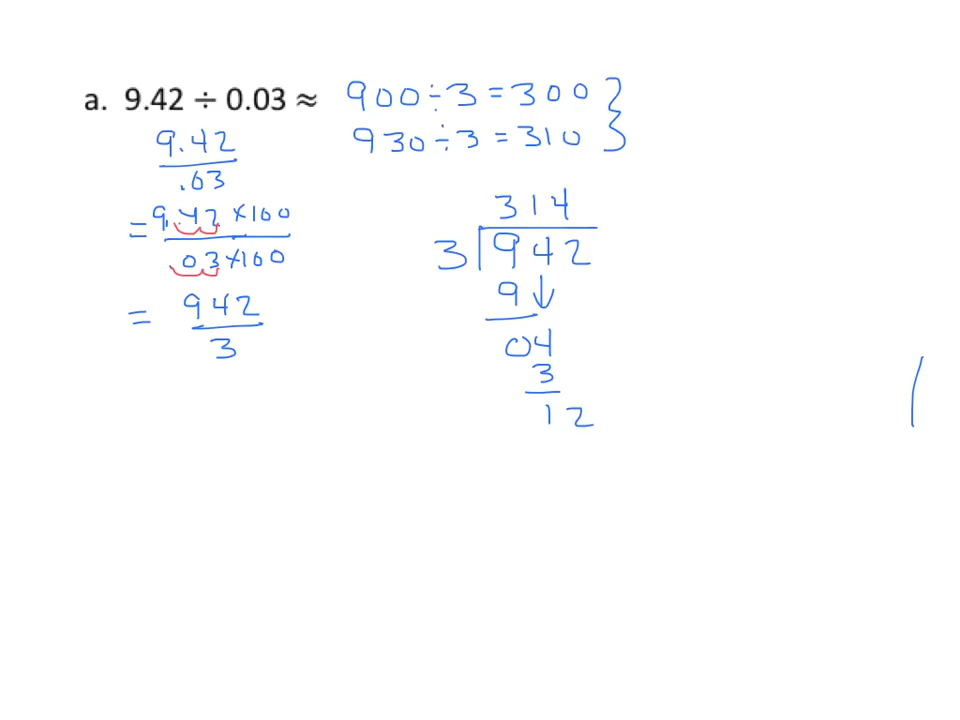 a. 9.42 ÷ 0.03 ≈ 900 ÷ 3 = 300
930 ÷ 3 = 310 }
9.42
.03
= 9.42 × 100
.03 × 100
= 942
3
314
3 942
9 ↓
04
3
12